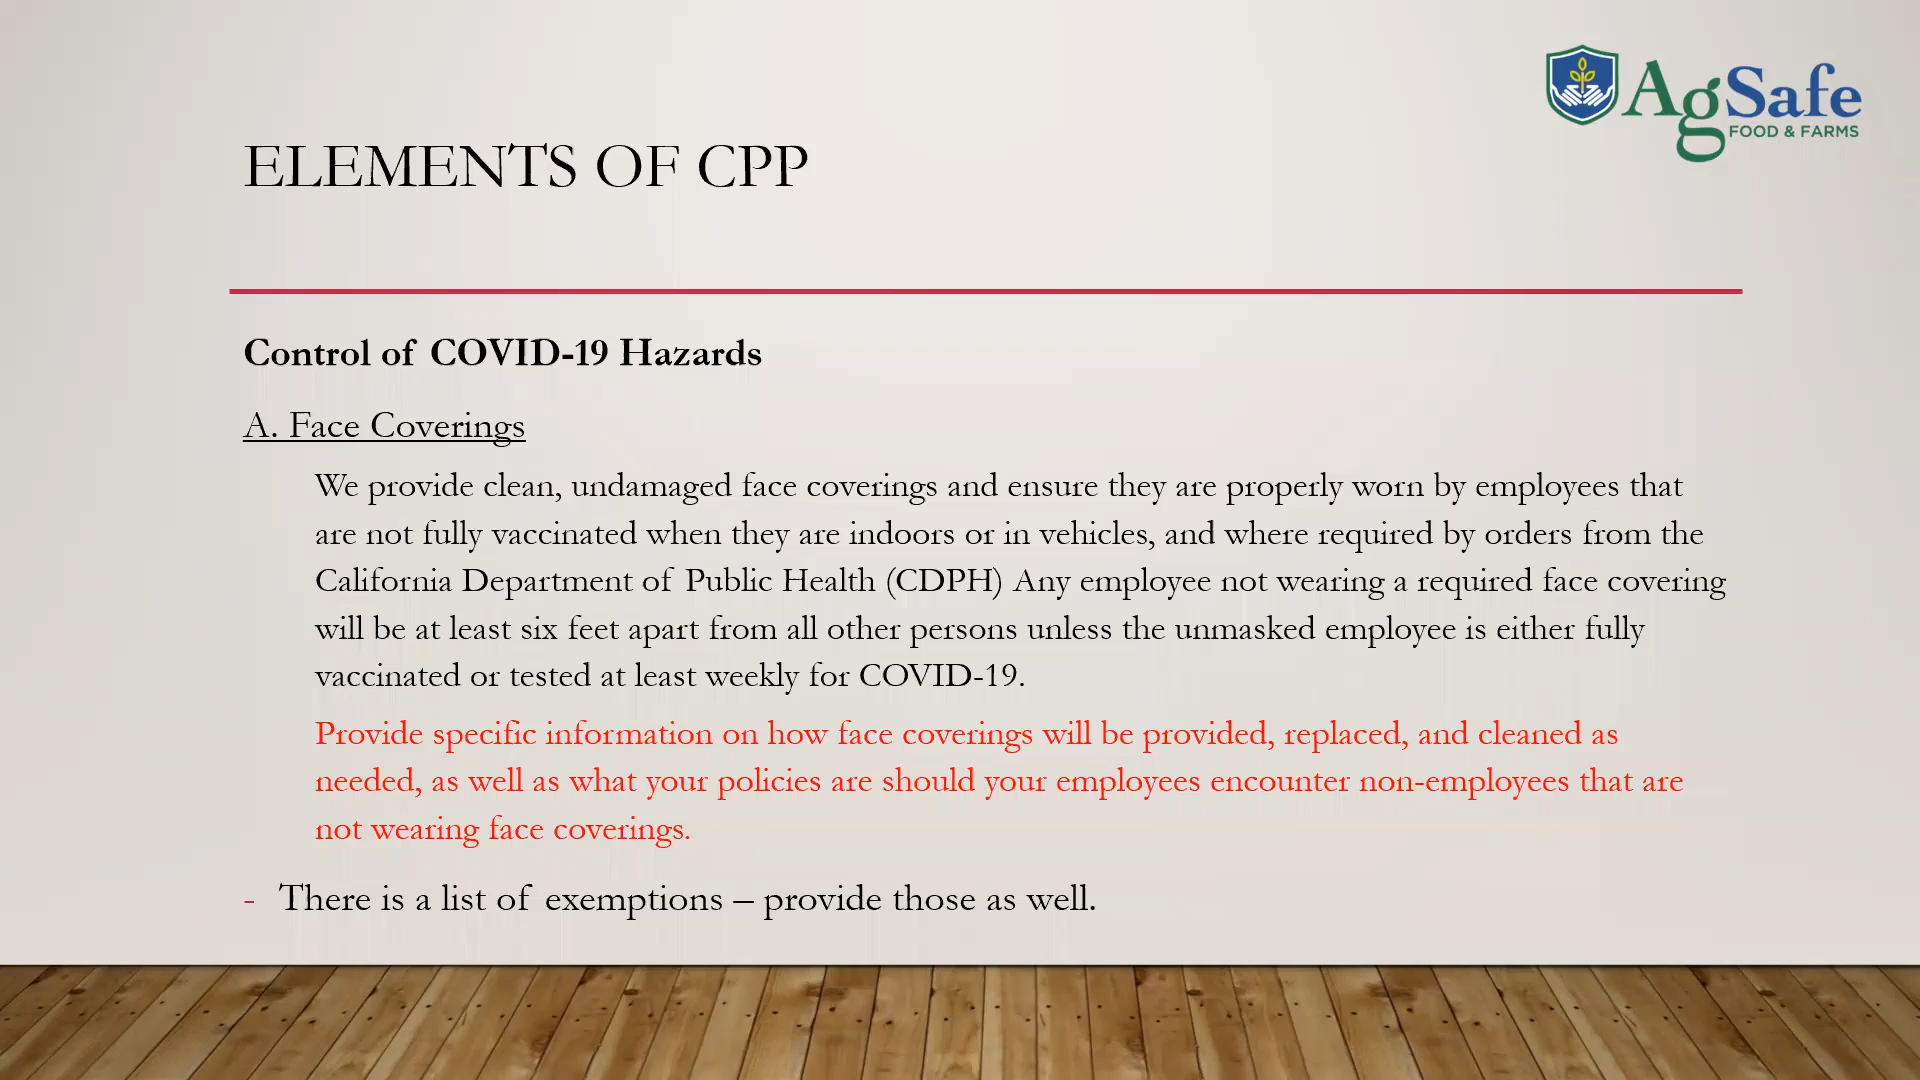 AgSafe
FOOD & FARMS
ELEMENTS OF CPP
Control of COVID-19 Hazards
A. Face Coverings
We provide clean, undamaged face coverings and ensure they are properly worn by employees that
are not fully vaccinated when they are indoors or in vehicles, and where required by orders from the
California Department of Public Health (CDPH) Any employee not wearing a required face covering
will be at least six feet apart from all other persons unless the unmasked employee is either fully
vaccinated or tested at least weekly for COVID-19.
Provide specific information on how face coverings will be provided, replaced, and cleaned as
needed, as well as what your policies are should your employees encounter non-employees that are
not wearing face coverings.
- There is a list of exemptions – provide those as well.